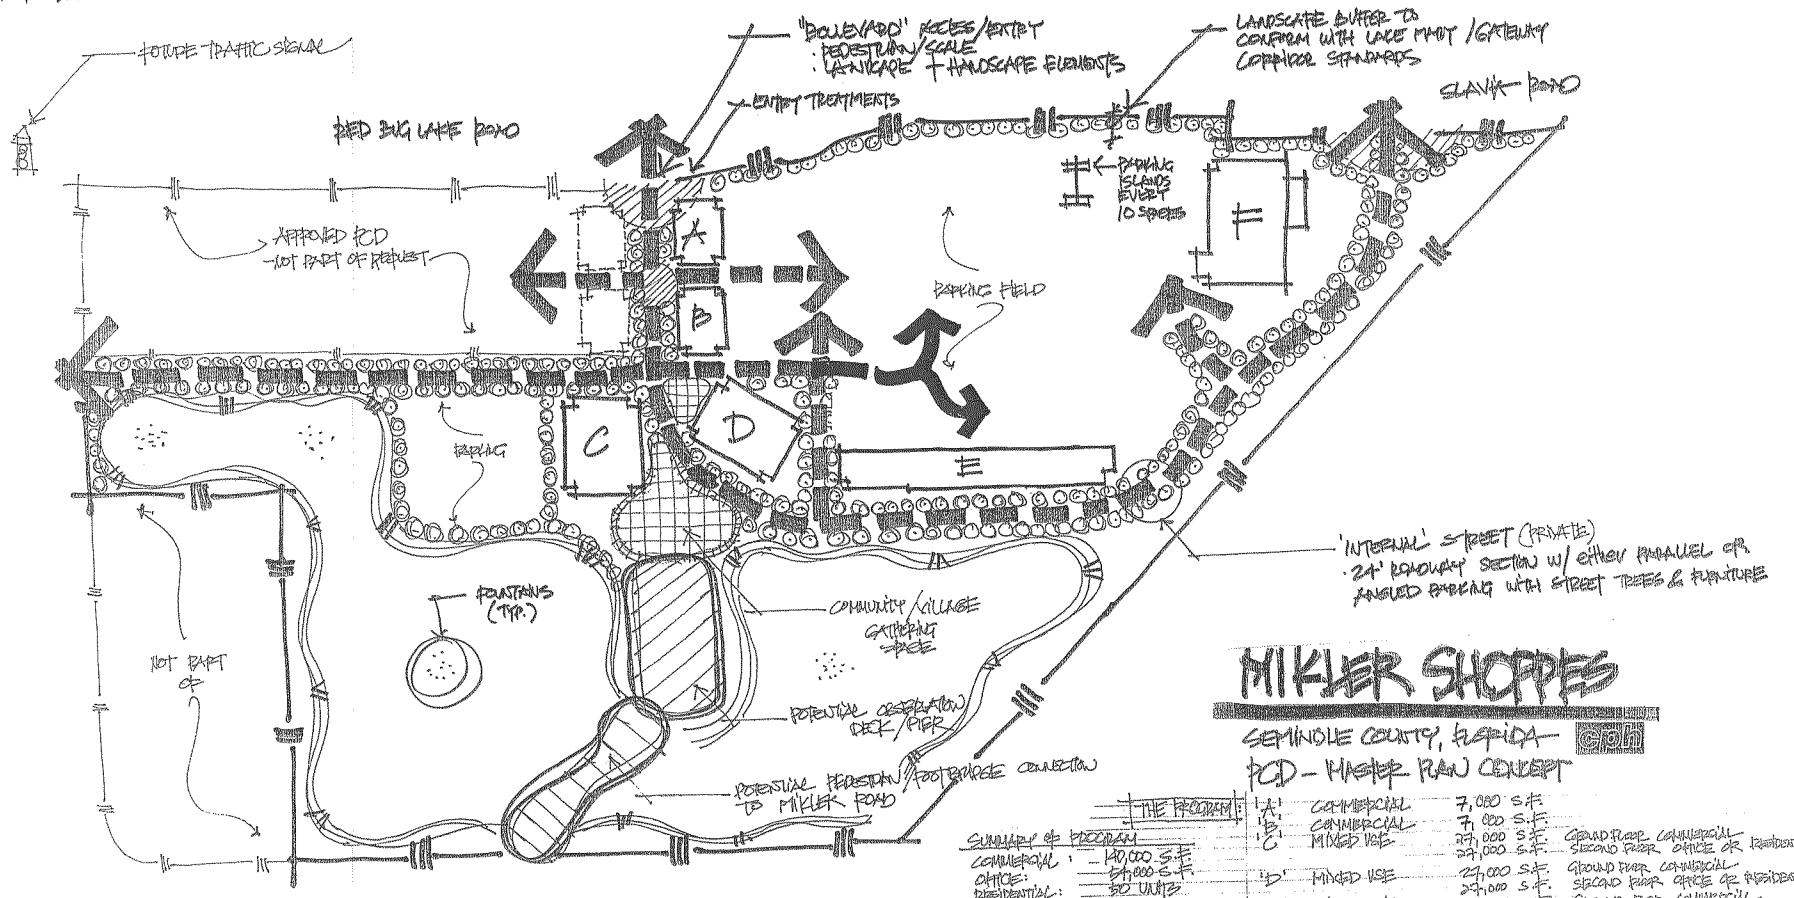 FUTURE TRAFFIC SIGNAL
"BOULEVARD" ACCESS/ENTRY
· PEDESTRIAN/SCALE
· LANDSCAPE + HARDSCAPE ELEMENTS
ENTRY TREATMENTS
LANDSCAPE BUFFER TO
CONFIRM WITH LAKE MARY/GATEWAY
CORRIDOR STANDARDS
SLAVIA ROAD
RED BUG LAKE ROAD
PARKING
ISLANDS
EVERY
10 SPACES
APPROVED PCD
-NOT PART OF REQUEST
A
B
F
PARKING FIELD
C
D
E
PARKING
'INTERNAL' STREET (PRIVATE)
· 24' ROADWAY SECTION W/ EITHER PARALLEL OR
ANGLED PARKING WITH STREET TREES & FURNITURE
FOUNTAINS
(TYP.)
COMMUNITY/VILLAGE
GATHERING
SPACE
NOT PART
OF
POTENTIAL OBSERVATION
DECK/PIER
POTENTIAL PEDESTRIAN/FOOTBRIDGE CONNECTION
TO MIKLER ROAD
MIKLER SHOPPES
SEMINOLE COUNTY, FLORIDA
cph
PCD - MASTER PLAN CONCEPT
THE PROGRAM:
'A' COMMERCIAL 7,000 S.F.
'B' COMMERCIAL 7,000 S.F.
'C' MIXED USE 27,000 S.F. GROUND FLOOR COMMERCIAL
27,000 S.F. SECOND FLOOR OFFICE OR
'D' MIXED USE 27,000 S.F. GROUND FLOOR COMMERCIAL
27,000 S.F. SECOND FLOOR OFFICE OR
SUMMARY OF PROGRAM
COMMERCIAL: 140,000 S.F.
OFFICE: 54,000 S.F.
RESIDENTIAL: 50 UNITS